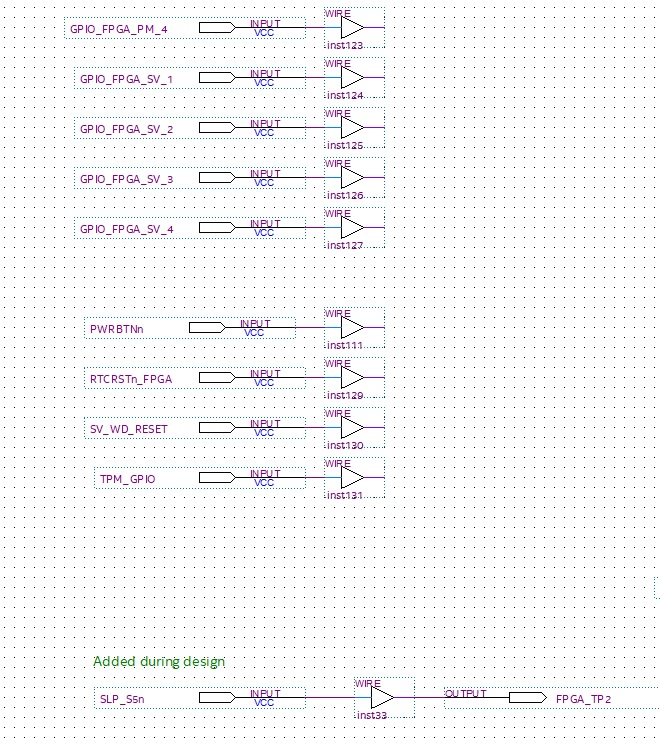 WIRE
GPIO_FPGA_PM_4 INPUT
VCC
inst123
WIRE
GPIO_FPGA_SV_1 INPUT
VCC
inst124
WIRE
GPIO_FPGA_SV_2 INPUT
VCC
inst125
WIRE
GPIO_FPGA_SV_3 INPUT
VCC
inst126
WIRE
GPIO_FPGA_SV_4 INPUT
VCC
inst127
WIRE
PWRBTNn INPUT
VCC
inst111
WIRE
RTCRSTn_FPGA INPUT
VCC
inst129
WIRE
SV_WD_RESET INPUT
VCC
inst130
WIRE
TPM_GPIO INPUT
VCC
inst131
Added during design
WIRE
SLP_S5n INPUT OUTPUT FPGA_TP2
VCC
inst33